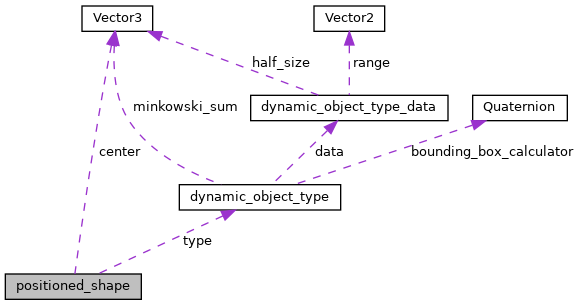 Vector3
Vector2
half_size
range
minkowski_sum
dynamic_object_type_data
Quaternion
center
data
bounding_box_calculator
dynamic_object_type
type
positioned_shape